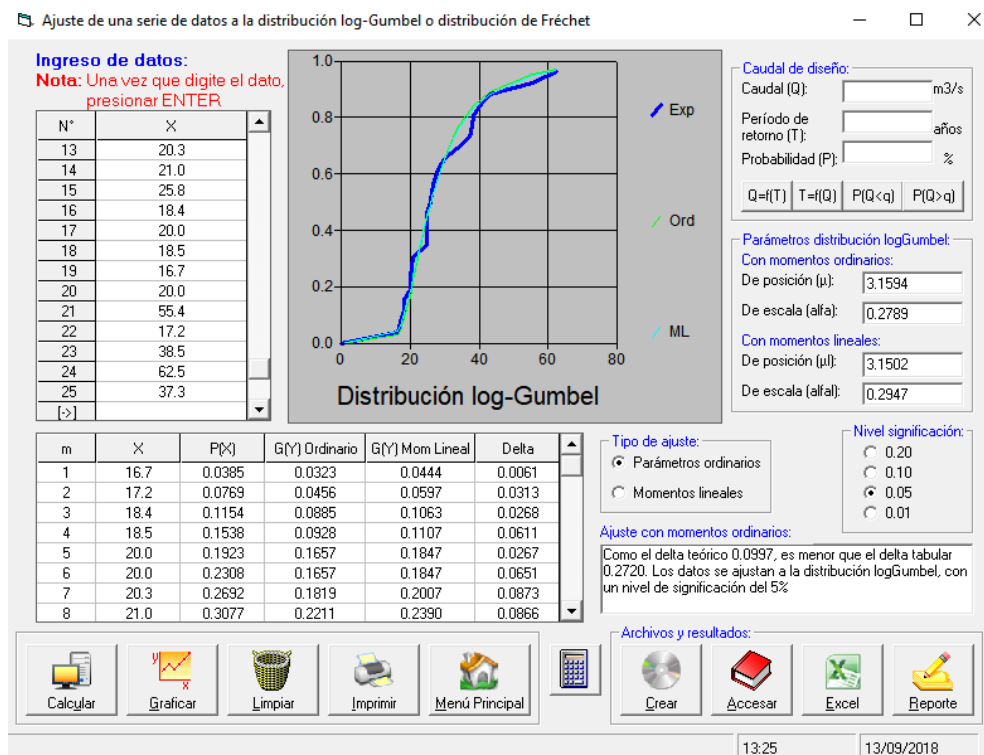 Ajuste de una serie de datos a la distribución log-Gumbel o distribución de Fréchet
Ingreso de datos:
Nota: Una vez que digite el dato,
presionar ENTER
N° X
13 20.3
14 21.0
15 25.8
16 18.4
17 20.0
18 18.5
19 16.7
20 20.0
21 55.4
22 17.2
23 38.5
24 62.5
25 37.3
[->]
1.0
0.8
0.6
0.4
0.2
0.0
0 20 40 60 80
Exp
Ord
ML
Distribución log-Gumbel
Caudal de diseño:
Caudal (Q): m3/s
Período de
retorno (T): años
Probabilidad (P): %
Q=f(T) T=f(Q) P(Q<q) P(Q>q)
Parámetros distribución logGumbel:
Con momentos ordinarios:
De posición (µ): 3.1594
De escala (alfa): 0.2789
Con momentos lineales:
De posición (µl): 3.1502
De escala (alfal): 0.2947
m X P(X) G(Y) Ordinario G(Y) Mom Lineal Delta
1 16.7 0.0385 0.0323 0.0444 0.0061
2 17.2 0.0769 0.0456 0.0597 0.0313
3 18.4 0.1154 0.0885 0.1063 0.0268
4 18.5 0.1538 0.0928 0.1107 0.0611
5 20.0 0.1923 0.1657 0.1847 0.0267
6 20.0 0.2308 0.1657 0.1847 0.0651
7 20.3 0.2692 0.1819 0.2007 0.0873
8 21.0 0.3077 0.2211 0.2390 0.0866
Tipo de ajuste:
Parámetros ordinarios
Momentos lineales
Nivel significación:
0.20
0.10
0.05
0.01
Ajuste con momentos ordinarios:
Como el delta teórico 0.0997, es menor que el delta tabular
0.2720. Los datos se ajustan a la distribución logGumbel, con
un nivel de significación del 5%
Calcular Graficar Limpiar Imprimir Menú Principal
Archivos y resultados:
Crear Accesar Excel Reporte
13:25 13/09/2018